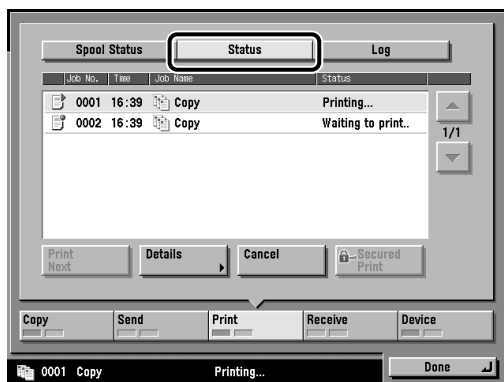 Spool Status Status Log
Job No. Time Job Name Status
0001 16:39 Copy Printing...
0002 16:39 Copy Waiting to print..
1/1
Print Next Details Cancel Secured Print
Copy Send Print Receive Device
0001 Copy Printing... Done